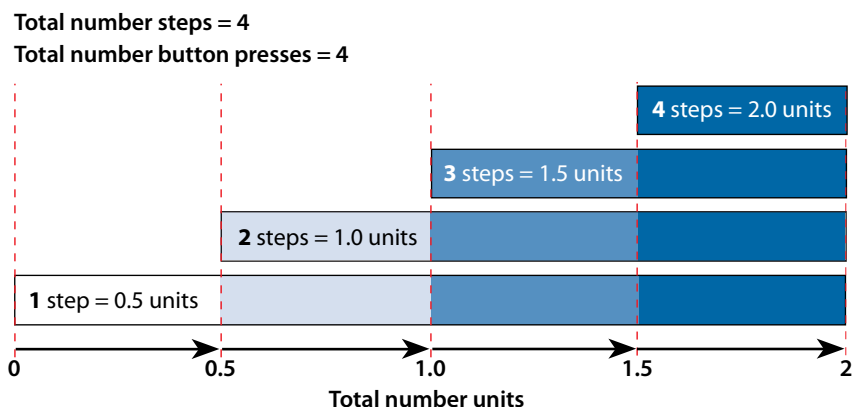 Total number steps = 4
Total number button presses = 4
4 steps = 2.0 units
3 steps = 1.5 units
2 steps = 1.0 units
1 step = 0.5 units
0 0.5 1.0 1.5 2
Total number units